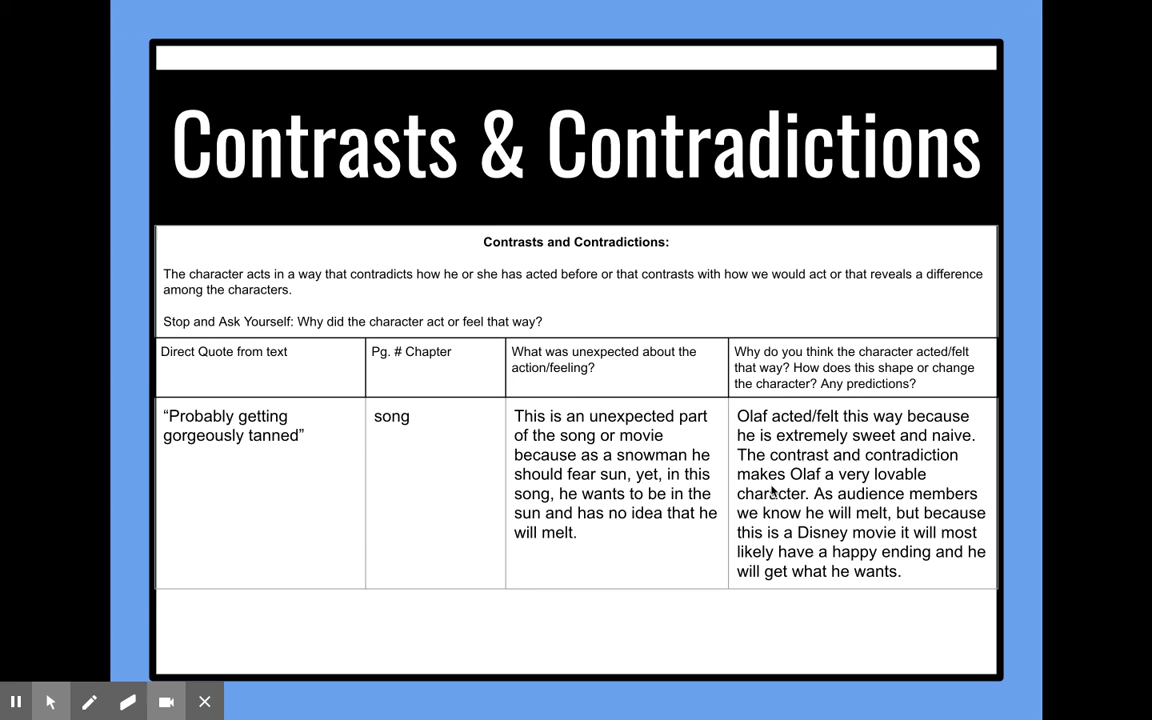 Contrasts & Contradictions
Contrasts and Contradictions:
The character acts in a way that contradicts how he or she has acted before or that contrasts with how we would act or that reveals a difference
among the characters.
Stop and Ask Yourself: Why did the character act or feel that way?
Direct Quote from text
Pg. # Chapter
What was unexpected about the
action/feeling?
Why do you think the character acted/felt
that way? How does this shape or change
the character? Any predictions?
“Probably getting
gorgeously tanned”
song
This is an unexpected part
of the song or movie
because as a snowman he
should fear sun, yet, in this
song, he wants to be in the
sun and has no idea that he
will melt.
Olaf acted/felt this way because
he is extremely sweet and naive.
The contrast and contradiction
makes Olaf a very lovable
character. As audience members
we know he will melt, but because
this is a Disney movie it will most
likely have a happy ending and he
will get what he wants.